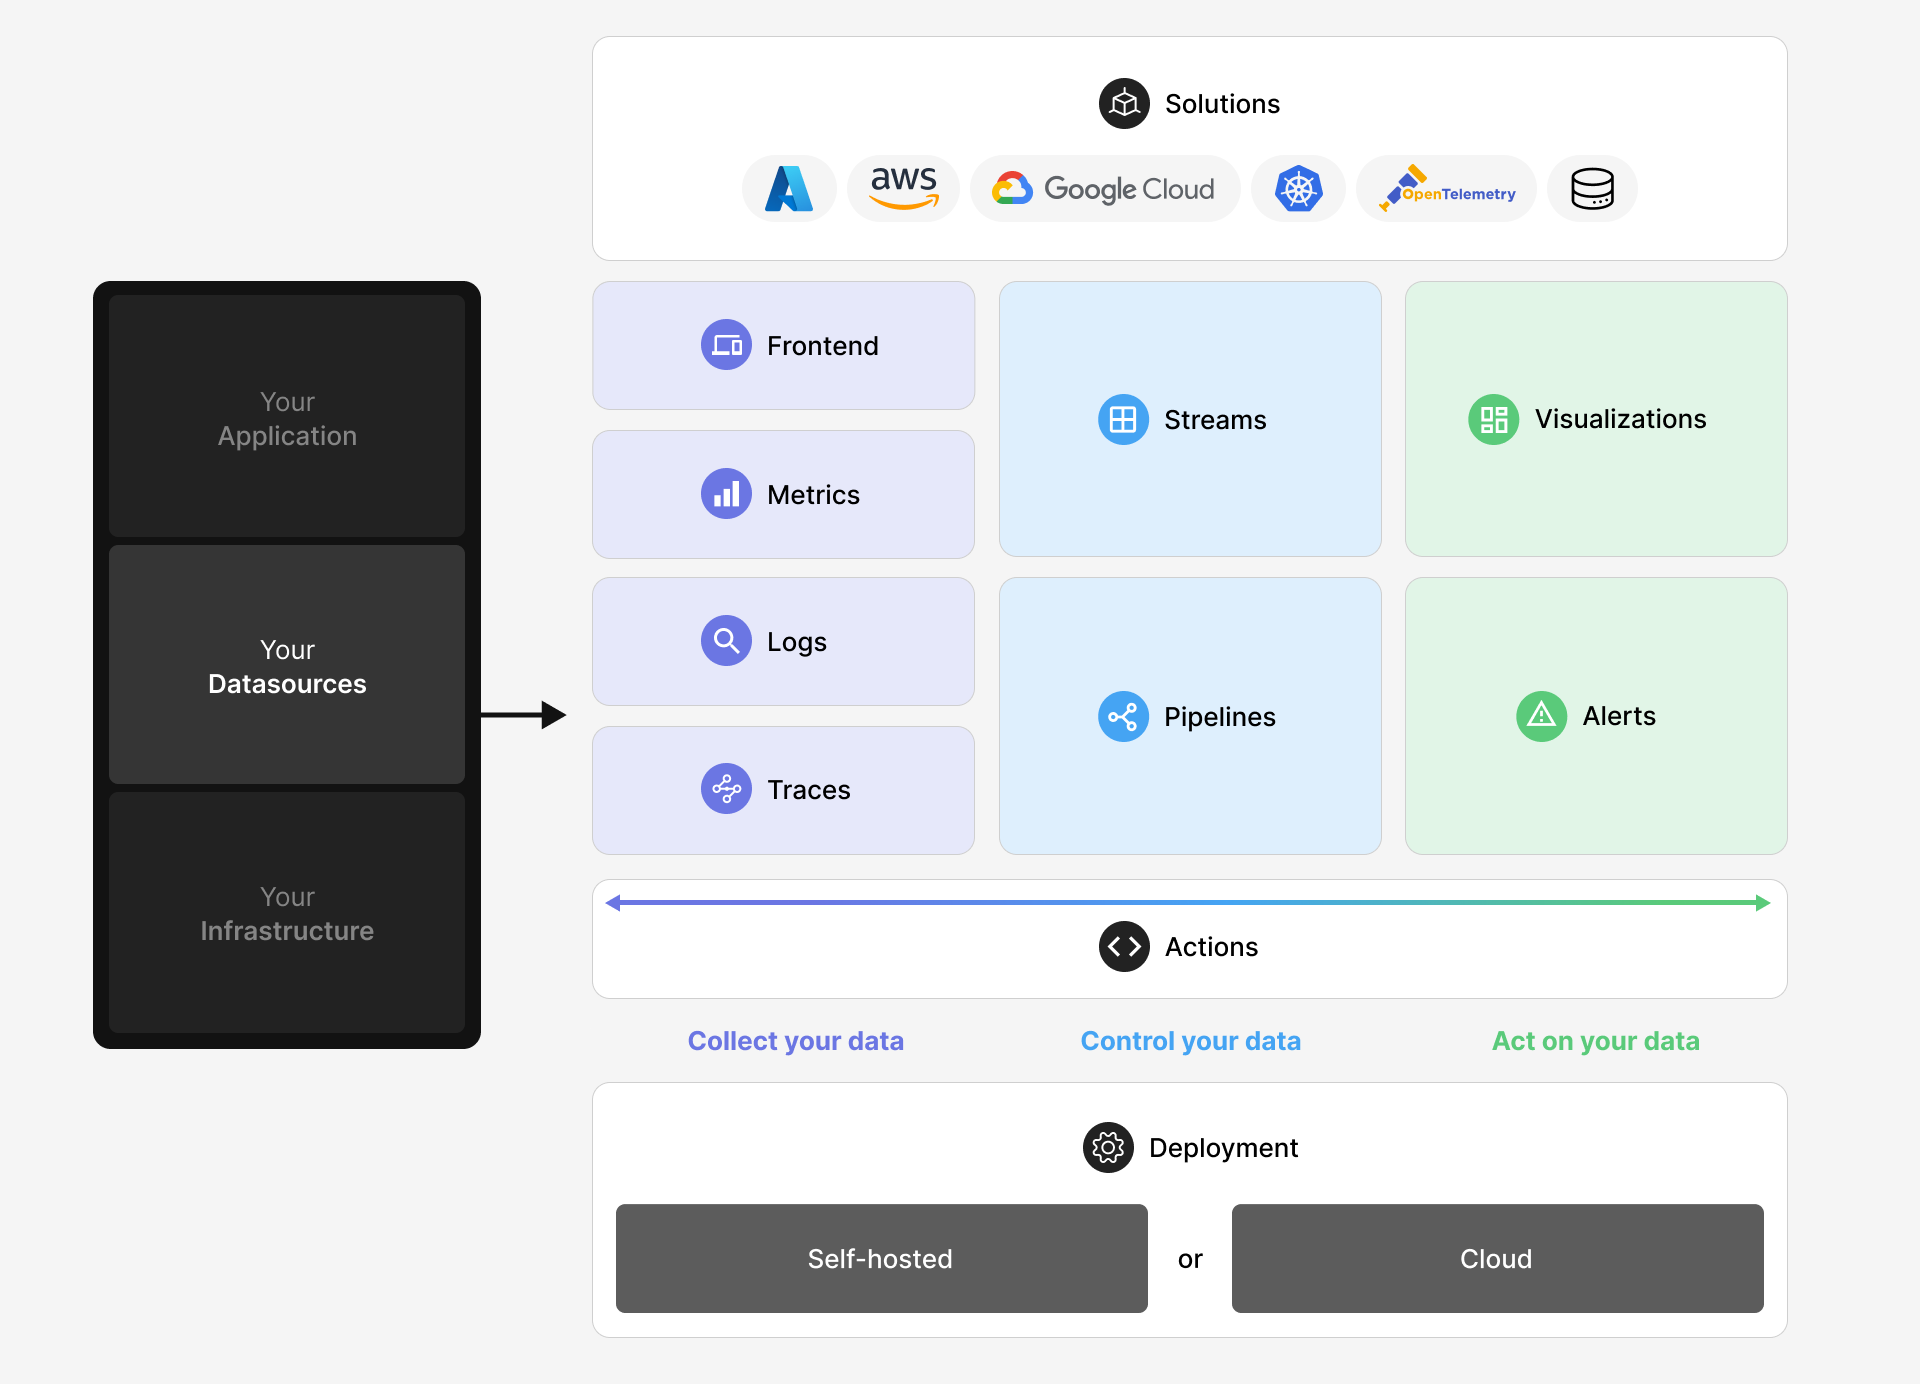 Solutions
aws
Google Cloud
OpenTelemetry
Your
Application
Your
Datasources
Your
Infrastructure
Frontend
Metrics
Logs
Traces
Streams
Pipelines
Visualizations
Alerts
Actions
Collect your data
Control your data
Act on your data
Deployment
Self-hosted
or
Cloud